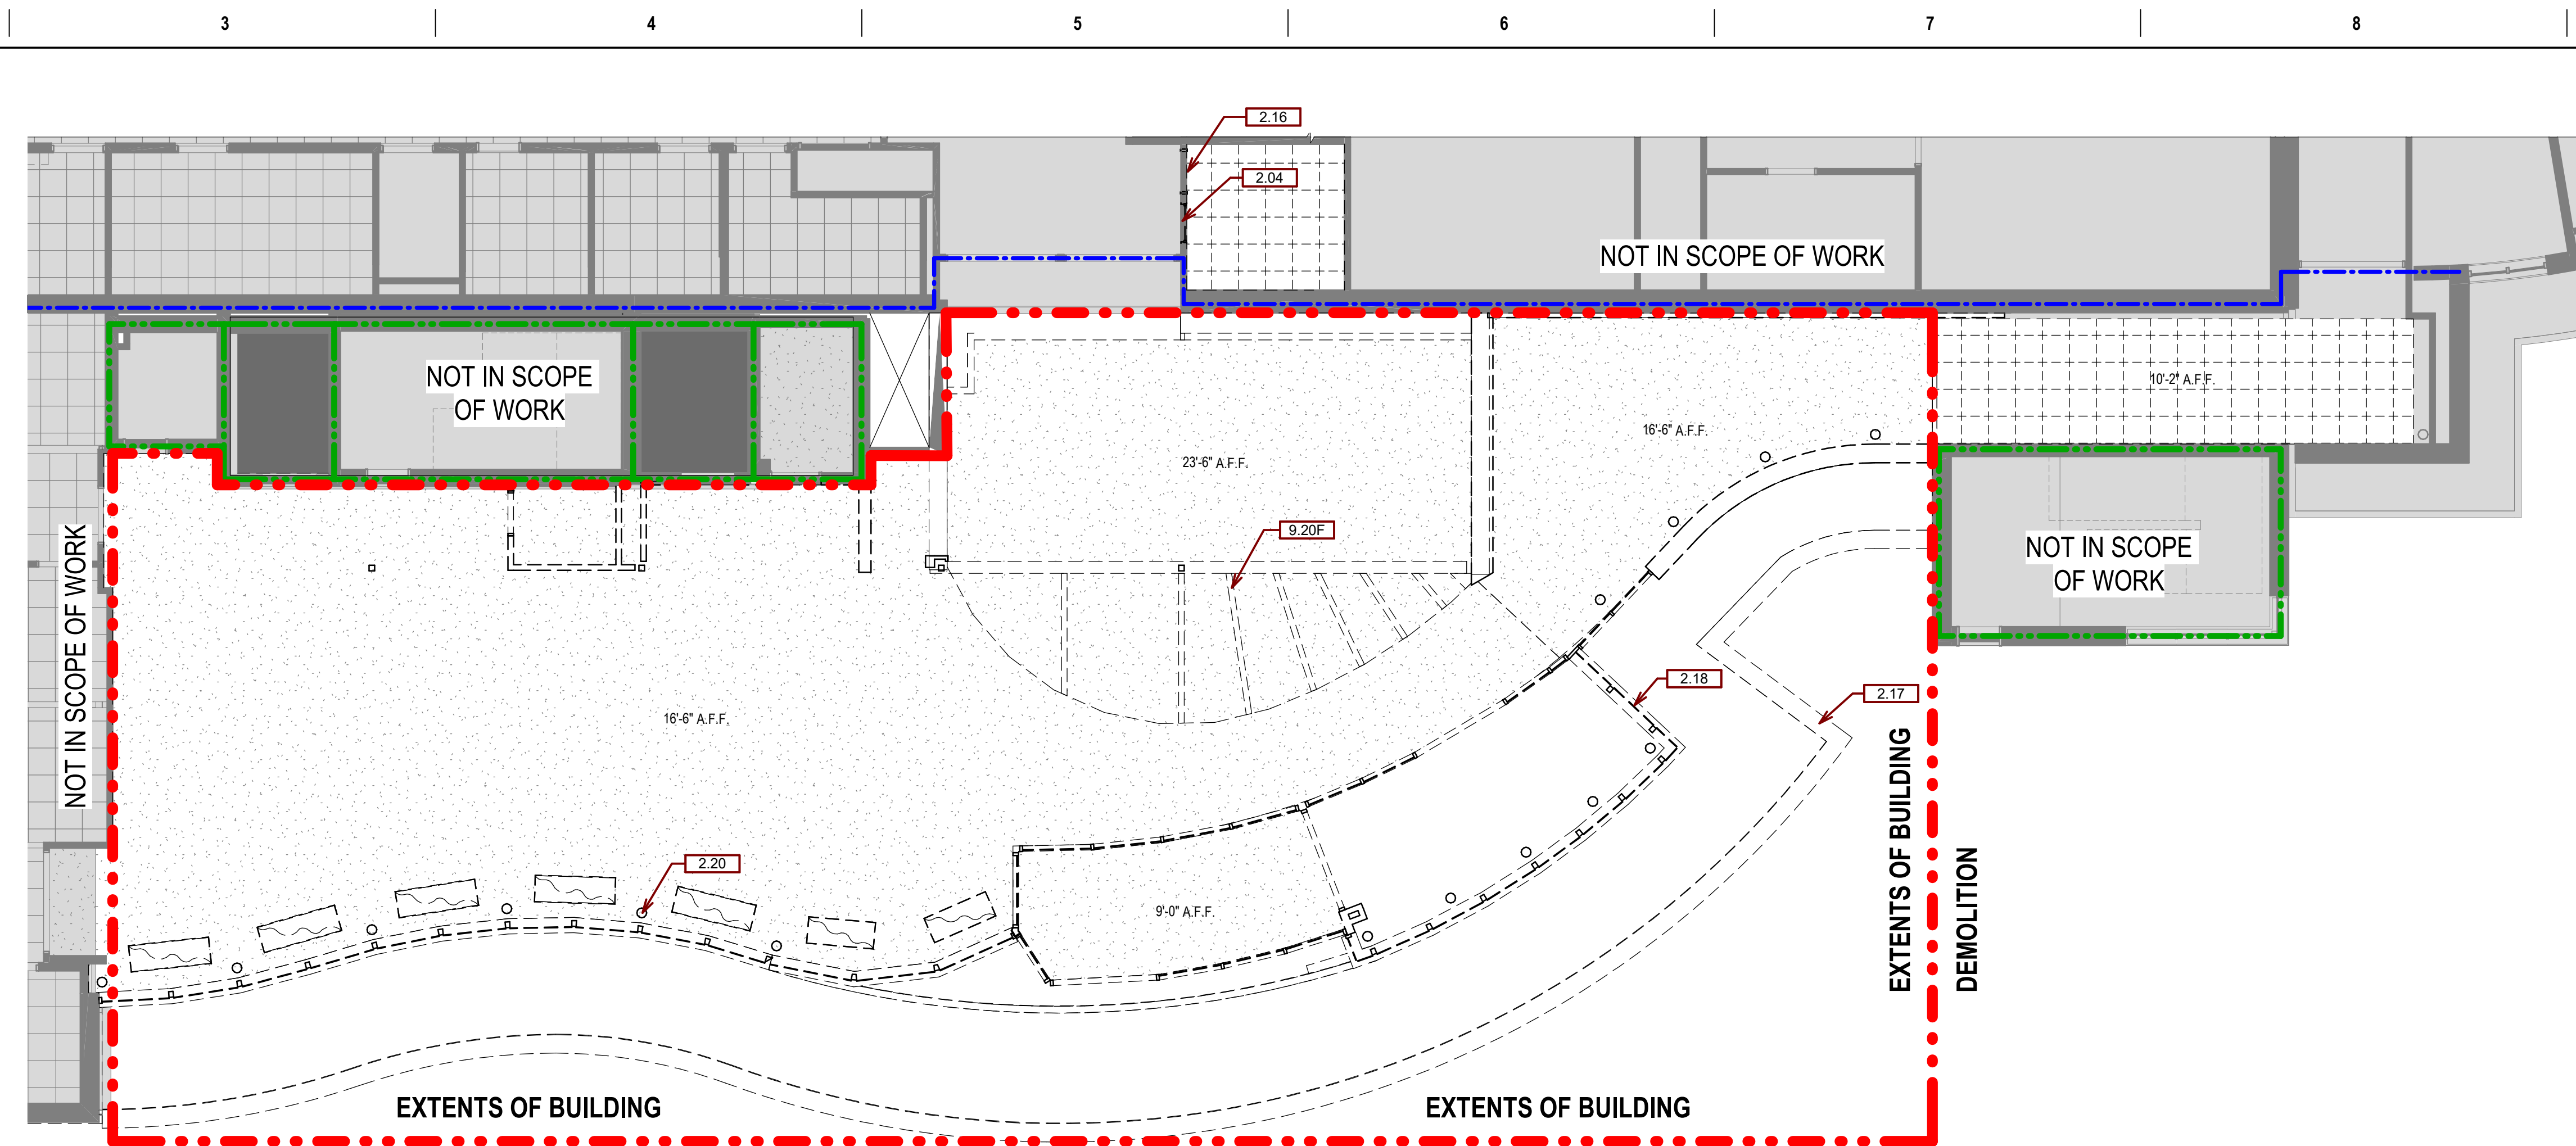 3
4
5
6
7
8
2.16
2.04
NOT IN SCOPE OF WORK
NOT IN SCOPE
OF WORK
10'-2" A.F.F.
16'-6" A.F.F.
23'-6" A.F.F.
9.20F
NOT IN SCOPE
OF WORK
NOT IN SCOPE OF WORK
2.18
2.17
16'-6" A.F.F.
2.20
9'-0" A.F.F.
EXTENTS OF BUILDING
DEMOLITION
EXTENTS OF BUILDING
EXTENTS OF BUILDING